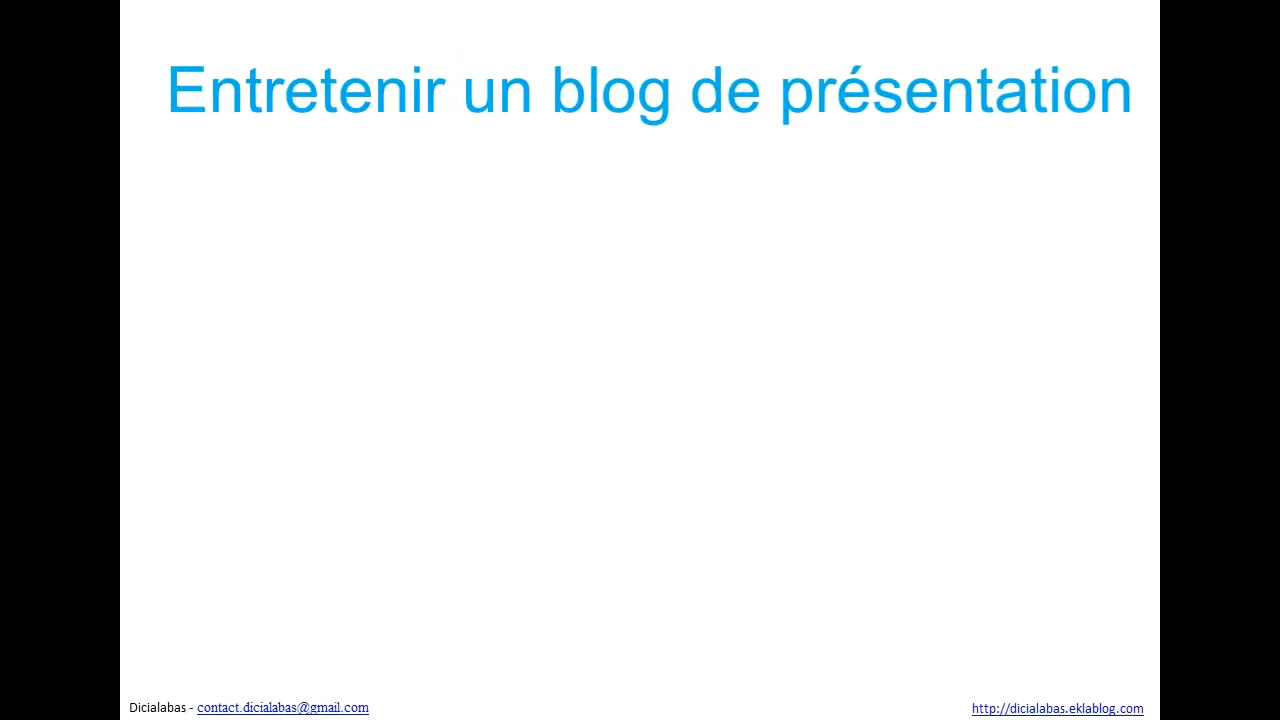 Entretenir un blog de présentation
Dicialabas - contact.dicialabas@gmail.com
http://dicialabas.eklablog.com